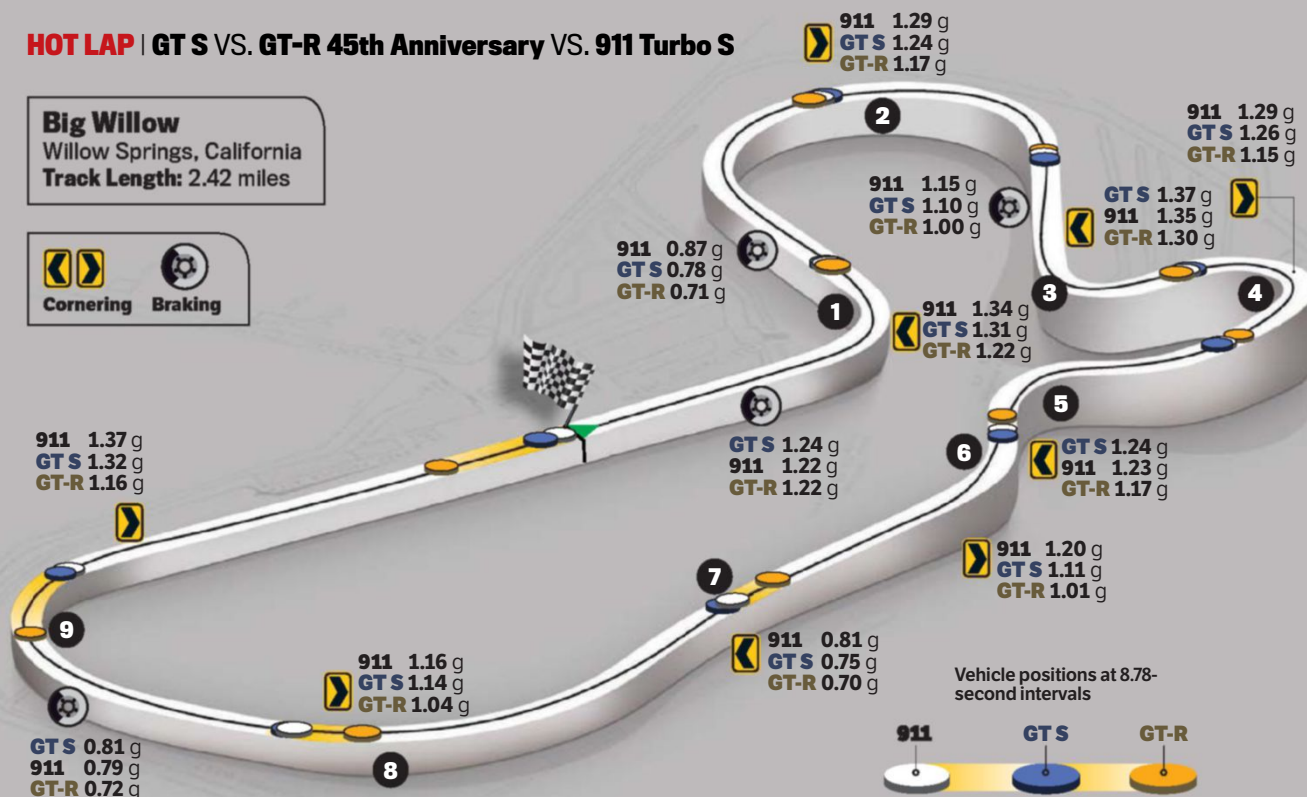 HOT LAP | GT S VS. GT-R 45th Anniversary VS. 911 Turbo S
Big Willow
Willow Springs, California
Track Length: 2.42 miles
Cornering Braking
911 1.29 g
GT S 1.24 g
GT-R 1.17 g
2
911 1.29 g
GT S 1.26 g
GT-R 1.15 g
911 1.15 g
GT S 1.10 g
GT-R 1.00 g
GT S 1.37 g
911 1.35 g
GT-R 1.30 g
911 0.87 g
GT S 0.78 g
GT-R 0.71 g
3
4
1
911 1.34 g
GT S 1.31 g
GT-R 1.22 g
5
GT S 1.24 g
911 1.22 g
GT-R 1.22 g
6
GT S 1.24 g
911 1.23 g
GT-R 1.17 g
911 1.37 g
GT S 1.32 g
GT-R 1.16 g
911 1.20 g
GT S 1.11 g
GT-R 1.01 g
7
911 0.81 g
GT S 0.75 g
GT-R 0.70 g
9
911 1.16 g
GT S 1.14 g
GT-R 1.04 g
GT S 0.81 g
911 0.79 g
GT-R 0.72 g
8
Vehicle positions at 8.78-
second intervals
911 GT S GT-R